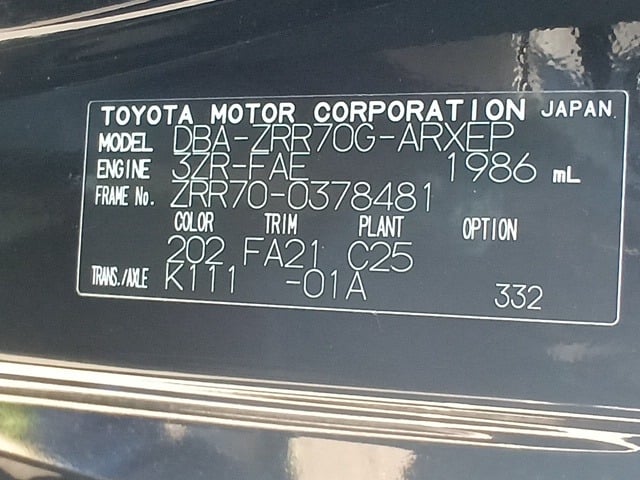 TOYOTA MOTOR CORPORATION JAPAN
MODEL DBA-ZRR70G-ARXEP
ENGINE 3ZR-FAE 1986 mL
FRAME No. ZRR70-0378481
COLOR TRIM PLANT OPTION
202 FA21 C25
TRANS./AXLE K111 -01A 332